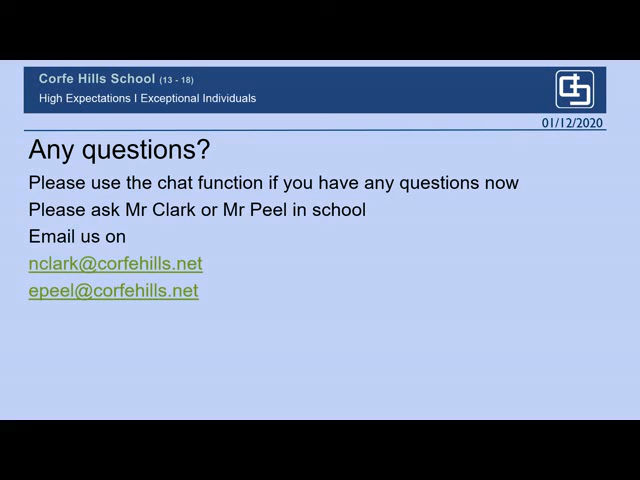 Corfe Hills School (13 - 18)
High Expectations I Exceptional Individuals
01/12/2020
Any questions?
Please use the chat function if you have any questions now
Please ask Mr Clark or Mr Peel in school
Email us on
nclark@corfehills.net
epeel@corfehills.net